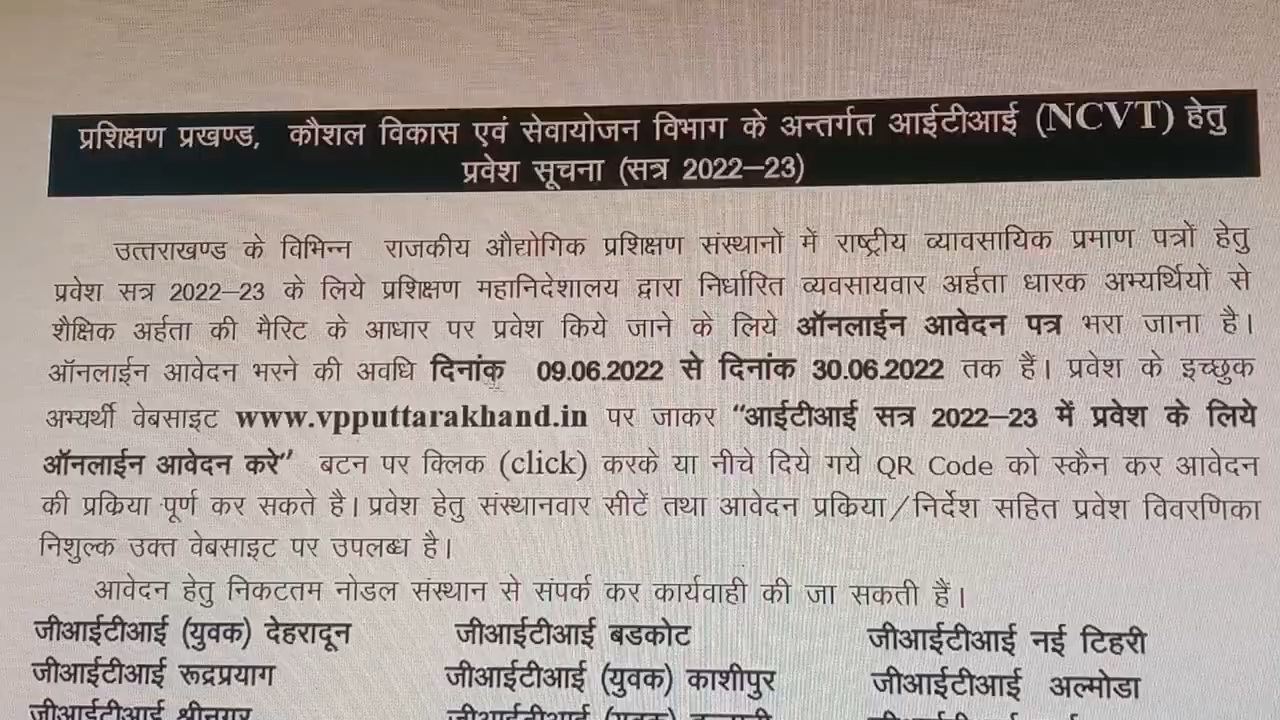 प्रशिक्षण प्रखण्ड, कौशल विकास एवं सेवायोजन विभाग के अन्तर्गत आईटीआई (NCVT) हेतु
प्रवेश सूचना (सत्र 2022–23)
उत्तराखण्ड के विभिन्न राजकीय औद्योगिक प्रशिक्षण संस्थानों में राष्ट्रीय व्यावसायिक प्रमाण पत्रों हेतु
प्रवेश सत्र 2022–23 के लिये प्रशिक्षण महानिदेशालय द्वारा निर्धारित व्यवसायवार अर्हता धारक अभ्यर्थियों से
शैक्षिक अर्हता की मैरिट के आधार पर प्रवेश किये जाने के लिये ऑनलाईन आवेदन पत्र भरा जाना है।
ऑनलाईन आवेदन भरने की अवधि दिनांक 09.06.2022 से दिनांक 30.06.2022 तक हैं। प्रवेश के इच्छुक
अभ्यर्थी वेबसाइट www.vpputtarakhand.in पर जाकर “आईटीआई सत्र 2022–23 में प्रवेश के लिये
ऑनलाईन आवेदन करे” बटन पर क्लिक (click) करके या नीचे दिये गये QR Code को स्कैन कर आवेदन
की प्रकिया पूर्ण कर सकते है। प्रवेश हेतु संस्थानवार सीटें तथा आवेदन प्रकिया/निर्देश सहित प्रवेश विवरणिका
निशुल्क उक्त वेबसाइट पर उपलब्ध है।
आवेदन हेतु निकटतम नोडल संस्थान से संपर्क कर कार्यवाही की जा सकती हैं।
जीआईटीआई (युवक) देहरादून जीआईटीआई बडकोट जीआईटीआई नई टिहरी
जीआईटीआई रूद्रप्रयाग जीआईटीआई (युवक) काशीपुर जीआईटीआई अल्मोडा
जीआईटीआई श्रीनगर जीआईटीआई (युवक)